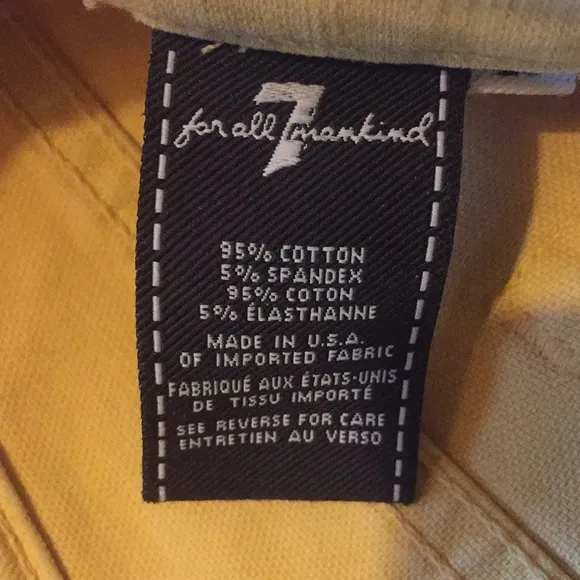 for all 7 mankind
95% COTTON
5% SPANDEX
95% COTON
5% ÉLASTHANNE
MADE IN U.S.A.
OF IMPORTED FABRIC
FABRIQUÉ AUX ÉTATS-UNIS
DE TISSU IMPORTÉ
SEE REVERSE FOR CARE
ENTRETIEN AU VERSO